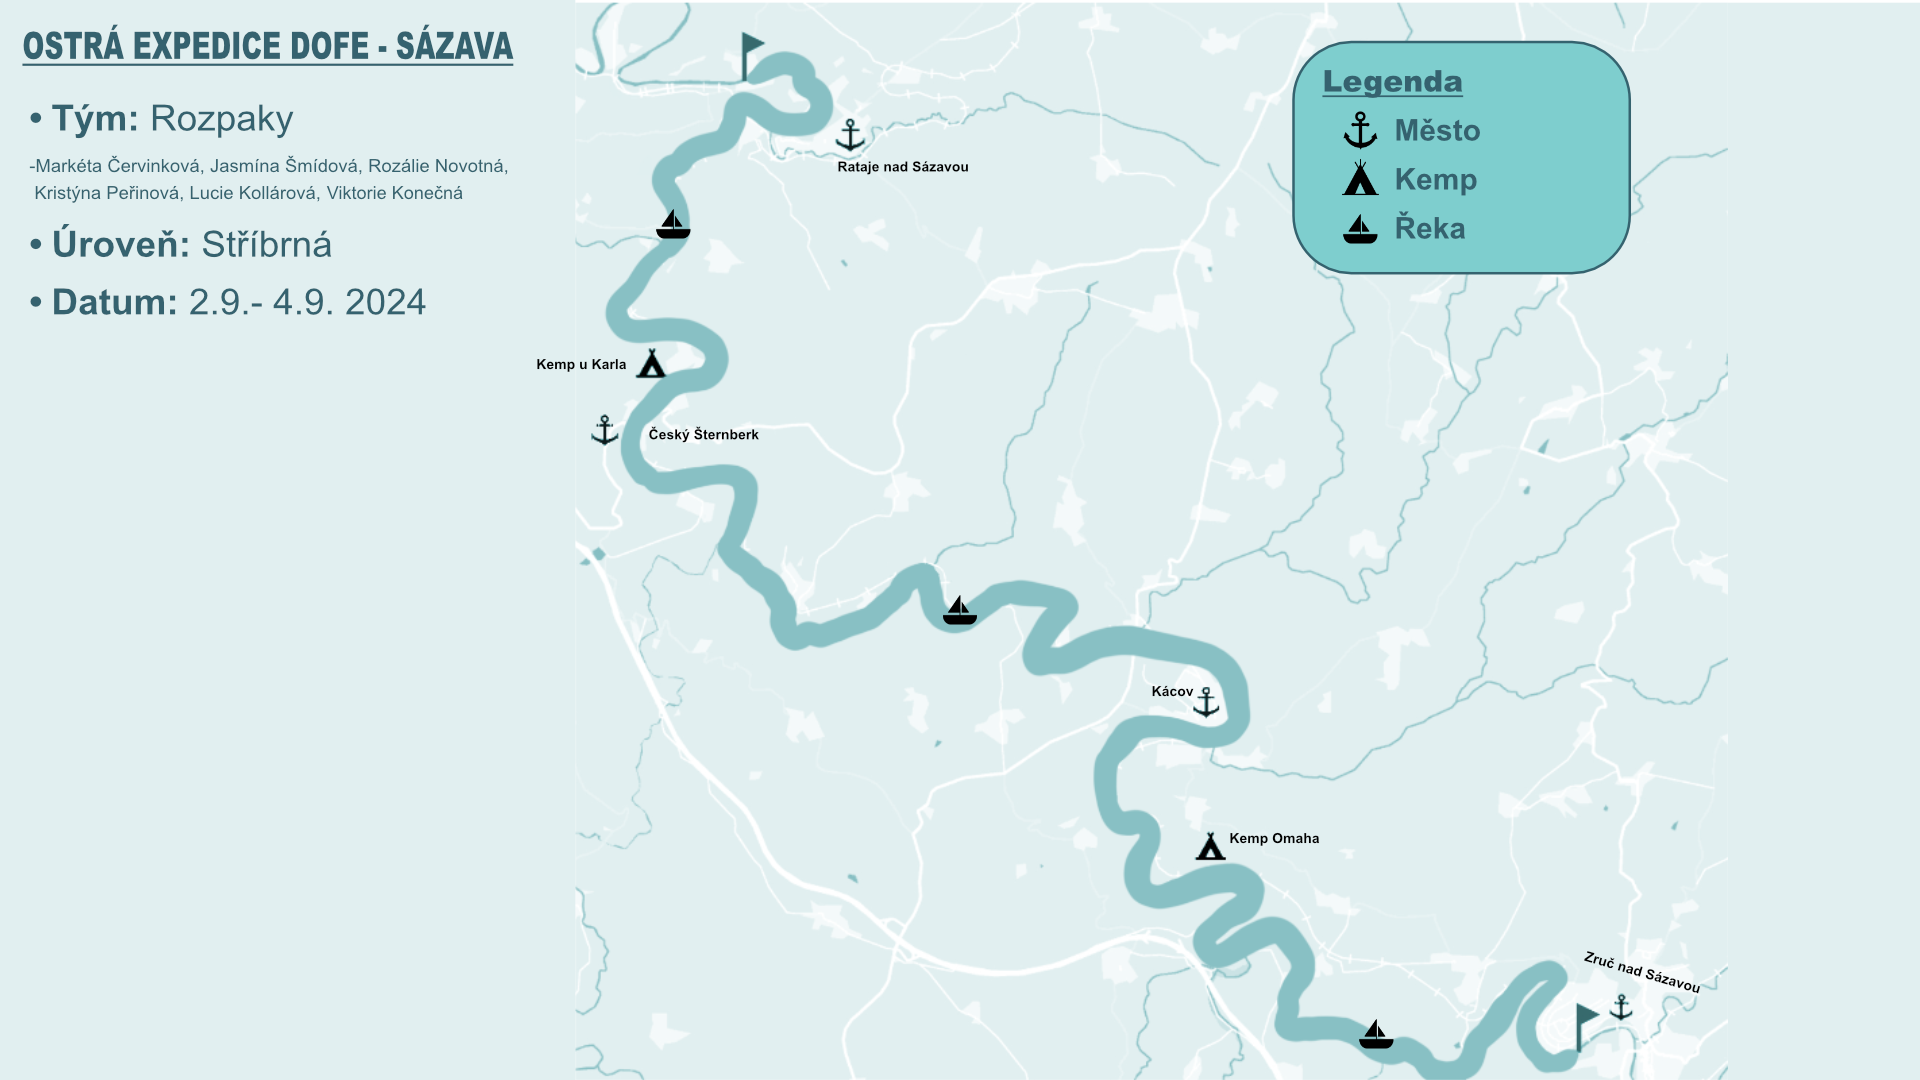 OSTRÁ EXPEDICE DOFE - SÁZAVA
• Tým: Rozpaky
-Markéta Červinková, Jasmína Šmídová, Rozálie Novotná,
Kristýna Peřinová, Lucie Kollárová, Viktorie Konečná
• Úroveň: Stříbrná
• Datum: 2.9.- 4.9. 2024
Legenda
Město
Kemp
Řeka
Rataje nad Sázavou
Kemp u Karla
Český Šternberk
Kácov
Kemp Omaha
Zruč nad Sázavou